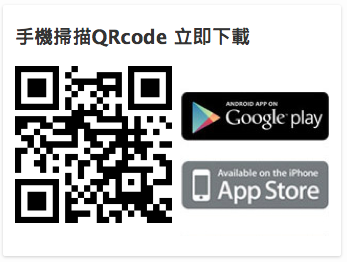 手機掃描QRcode 立即下載
ANDROID APP ON
Google play
Available on the iPhone
App Store